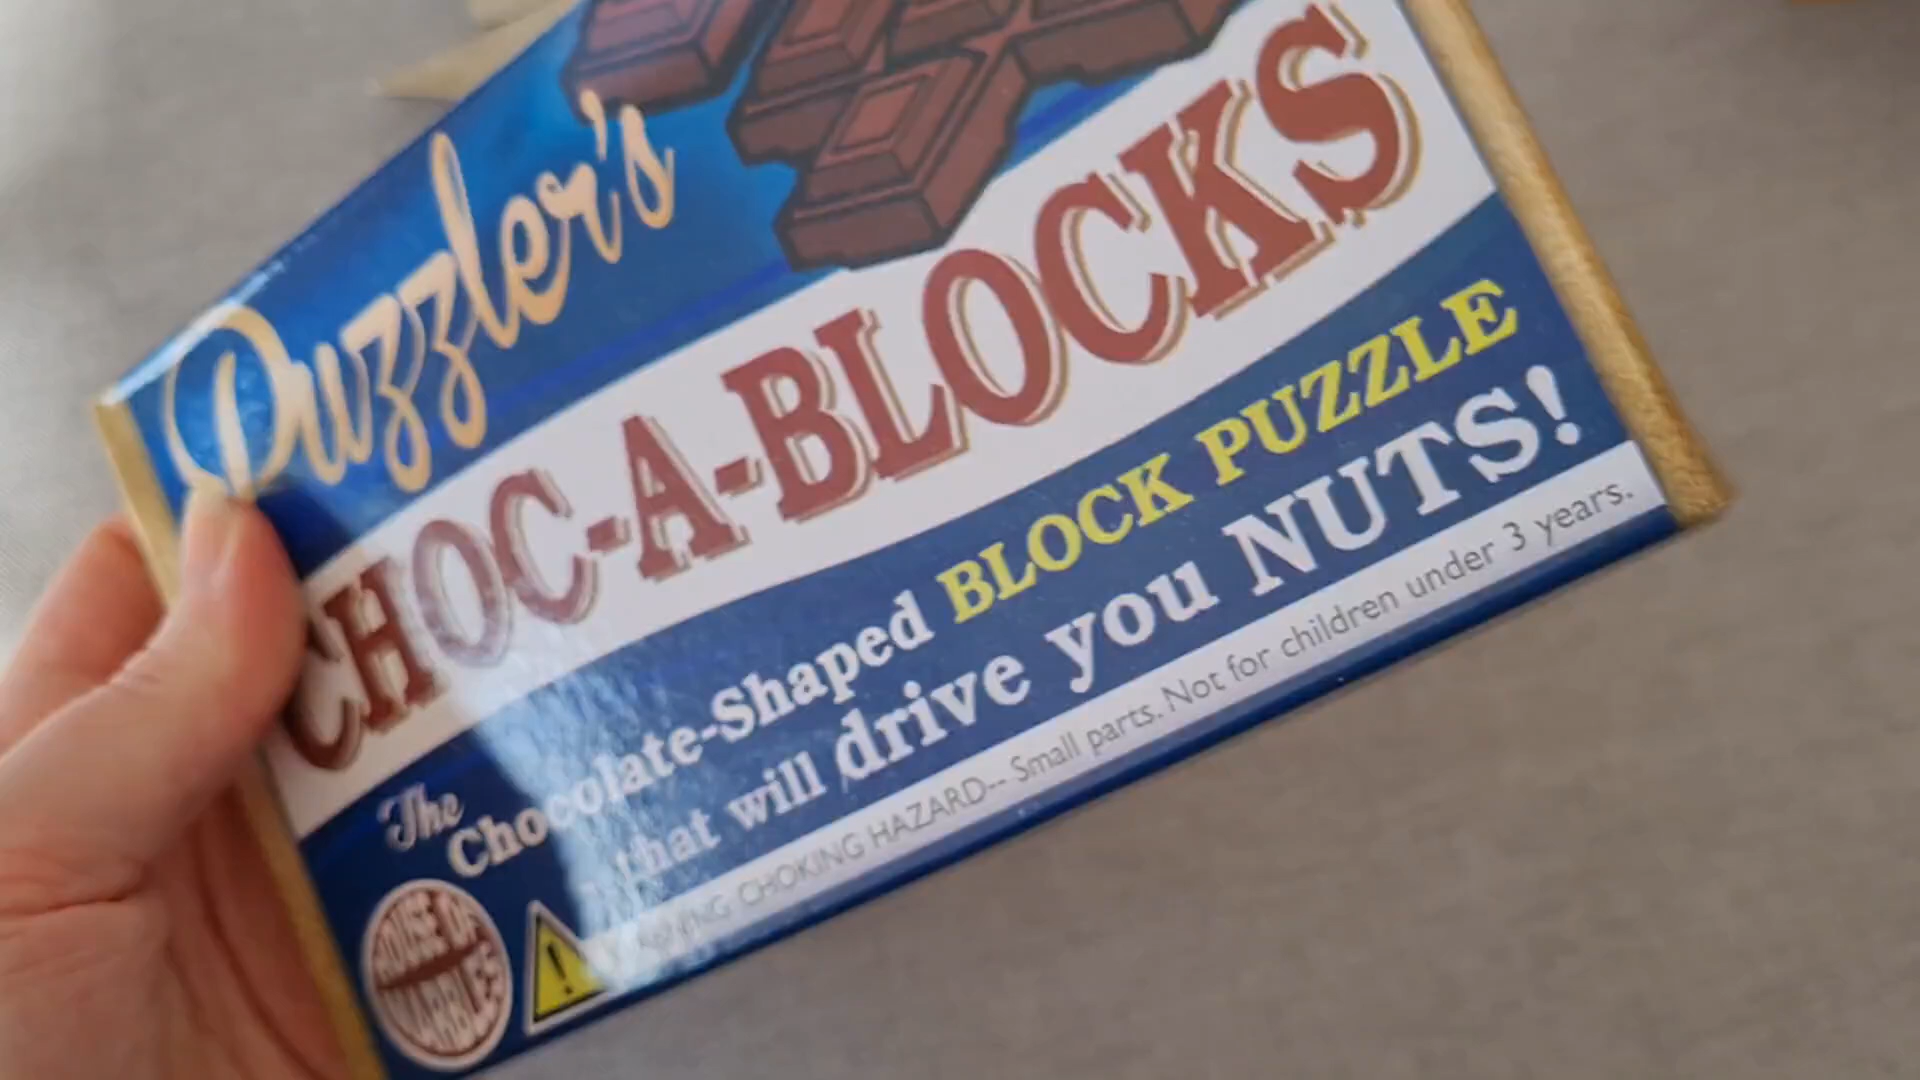 Puzzler's
CHOC-A-BLOCKS
The
Chocolate-Shaped BLOCK PUZZLE
that will drive you NUTS!
WARNING CHOKING HAZARD-- Small parts. Not for children under 3 years.
HOUSE OF
MARBLES